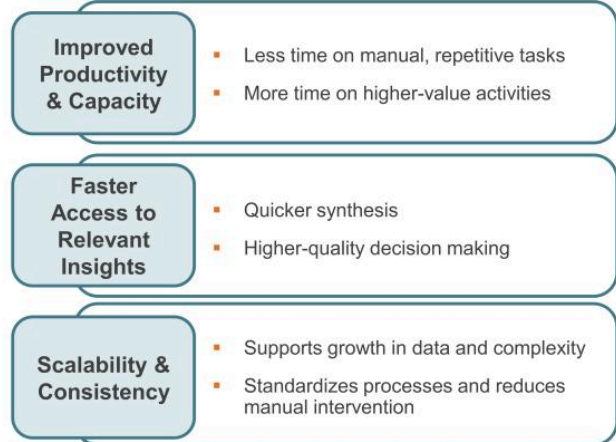 Improved
Productivity
& Capacity
▪ Less time on manual, repetitive tasks
▪ More time on higher-value activities
Faster
Access to
Relevant
Insights
▪ Quicker synthesis
▪ Higher-quality decision making
Scalability &
Consistency
▪ Supports growth in data and complexity
▪ Standardizes processes and reduces
manual intervention